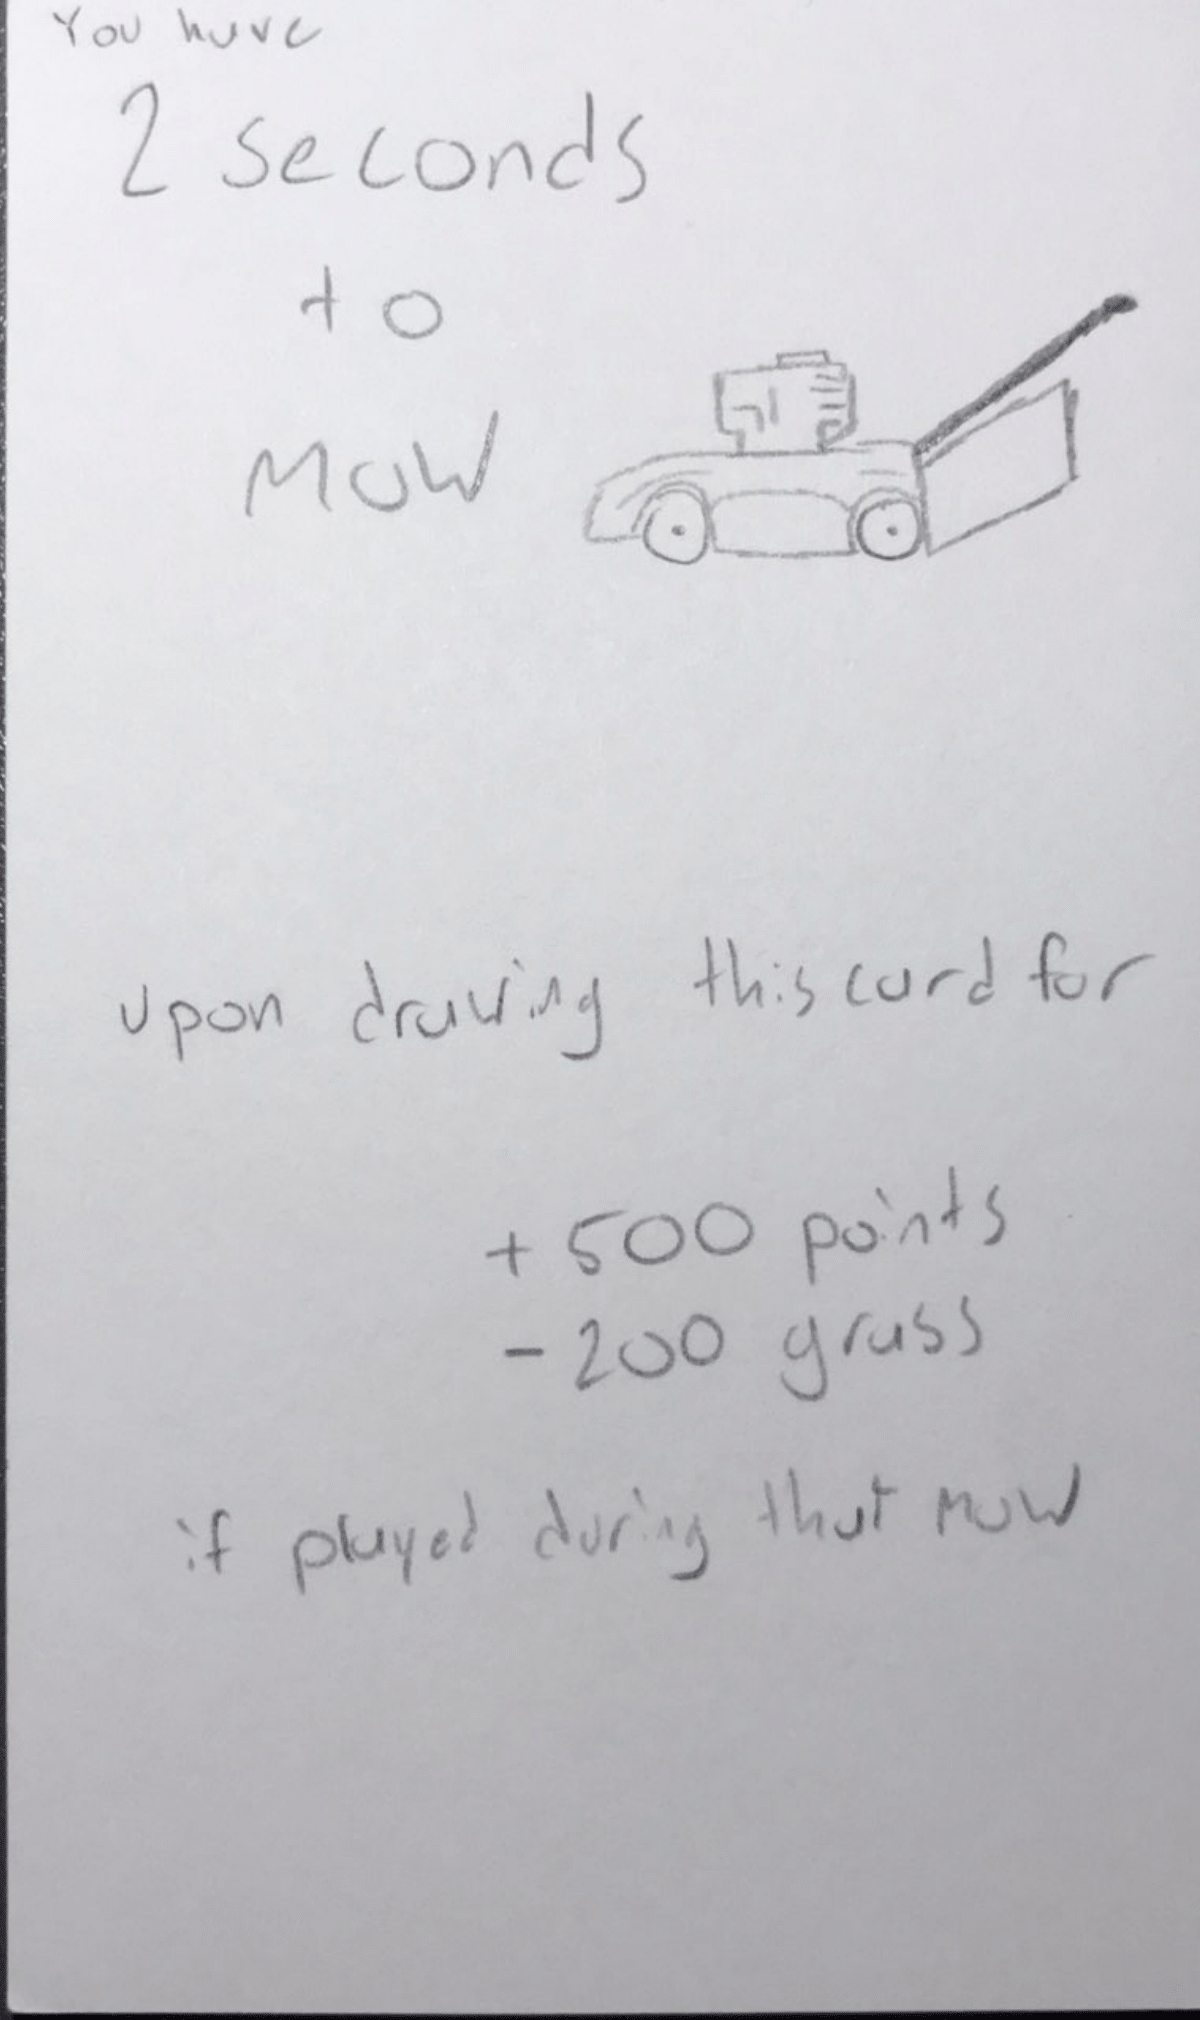 You have
2 seconds
to
MOW
upon drawing this card for
+ 500 points
- 200 grass
if played during that mow